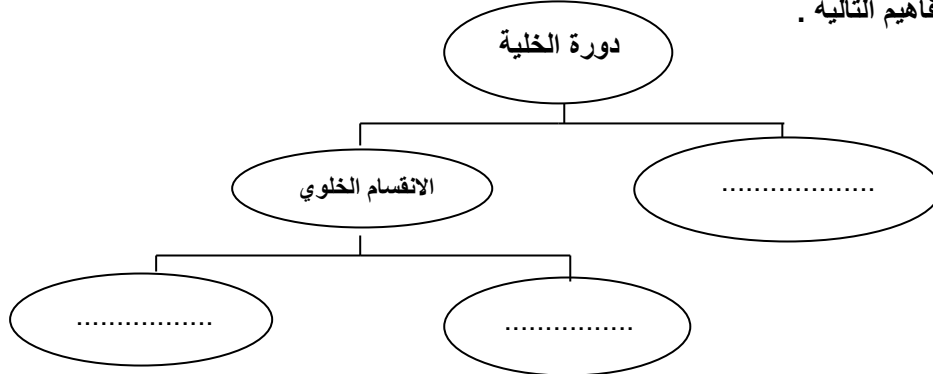 فاهيم التالية .
دورة الخلية
الانقسام الخلوي
...................
.................
................